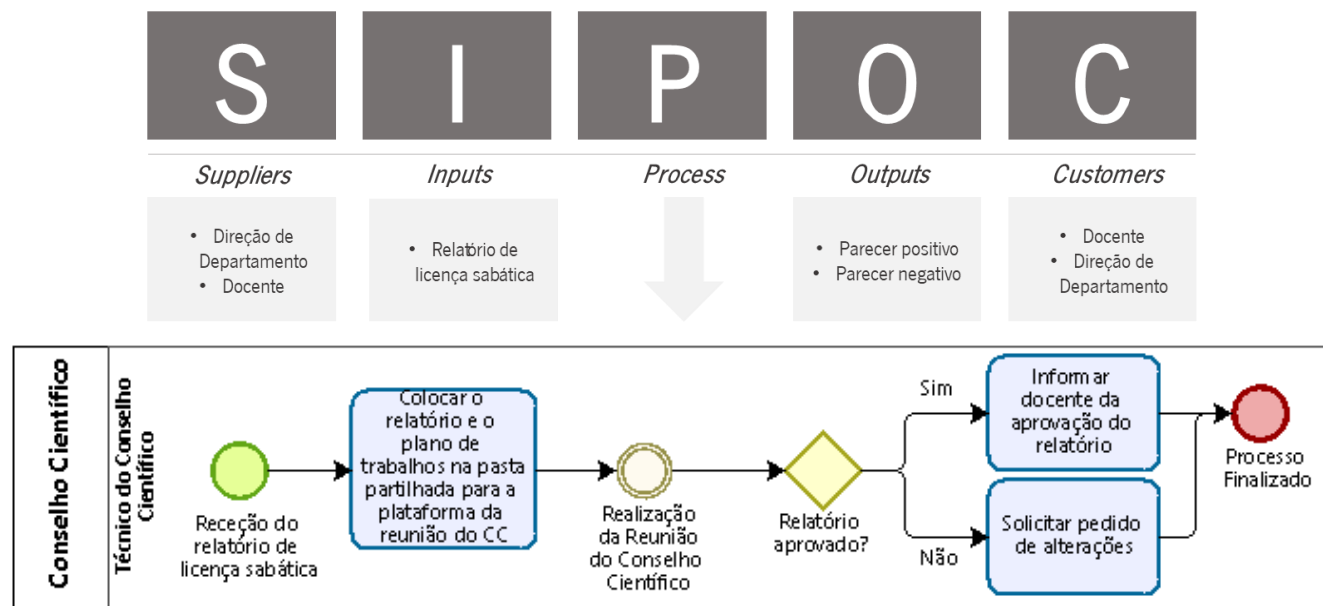 S I P O C
Suppliers Inputs Process Outputs Customers
• Direção de
Departamento
• Docente
• Relatório de
licença sabática
• Parecer positivo
• Parecer negativo
• Docente
• Direção de
Departamento
Conselho Científico
Técnico do Conselho
Científico
Receção do
relatório de
licença sabática
Colocar o
relatório e o
plano de
trabalhos na pasta
partilhada para a
plataforma da
reunião do CC
Realização
da Reunião
do Conselho
Científico
Relatório
aprovado?
Sim
Não
Informar
docente da
aprovação do
relatório
Solicitar pedido
de alterações
Processo
Finalizado